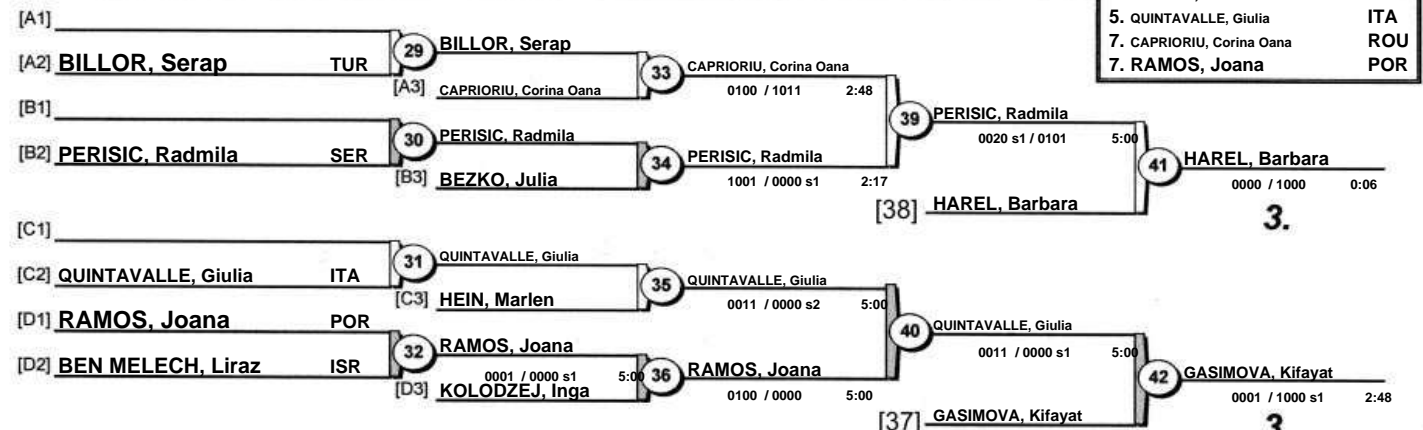 5. QUINTAVALLE, Giulia ITA
7. CAPRIORIU, Corina Oana ROU
7. RAMOS, Joana POR
[A1]
[A2] BILLOR, Serap TUR
29 BILLOR, Serap
[A3] CAPRIORIU, Corina Oana
33 CAPRIORIU, Corina Oana
0100 / 1011 2:48
[B1]
[B2] PERISIC, Radmila SER
30 PERISIC, Radmila
[B3] BEZKO, Julia
34 PERISIC, Radmila
1001 / 0000 s1 2:17
39 PERISIC, Radmila
0020 s1 / 0101 5:00
[38] HAREL, Barbara
41 HAREL, Barbara
0000 / 1000 0:06
3.
[C1]
[C2] QUINTAVALLE, Giulia ITA
31 QUINTAVALLE, Giulia
[C3] HEIN, Marlen
35 QUINTAVALLE, Giulia
0011 / 0000 s2 5:00
[D1] RAMOS, Joana POR
[D2] BEN MELECH, Liraz ISR
32 RAMOS, Joana
0001 / 0000 s1 5:00
[D3] KOLODZEJ, Inga
36 RAMOS, Joana
0100 / 0000 5:00
40 QUINTAVALLE, Giulia
0011 / 0000 s1 5:00
[37] GASIMOVA, Kifayat
42 GASIMOVA, Kifayat
0001 / 1000 s1 2:48
3